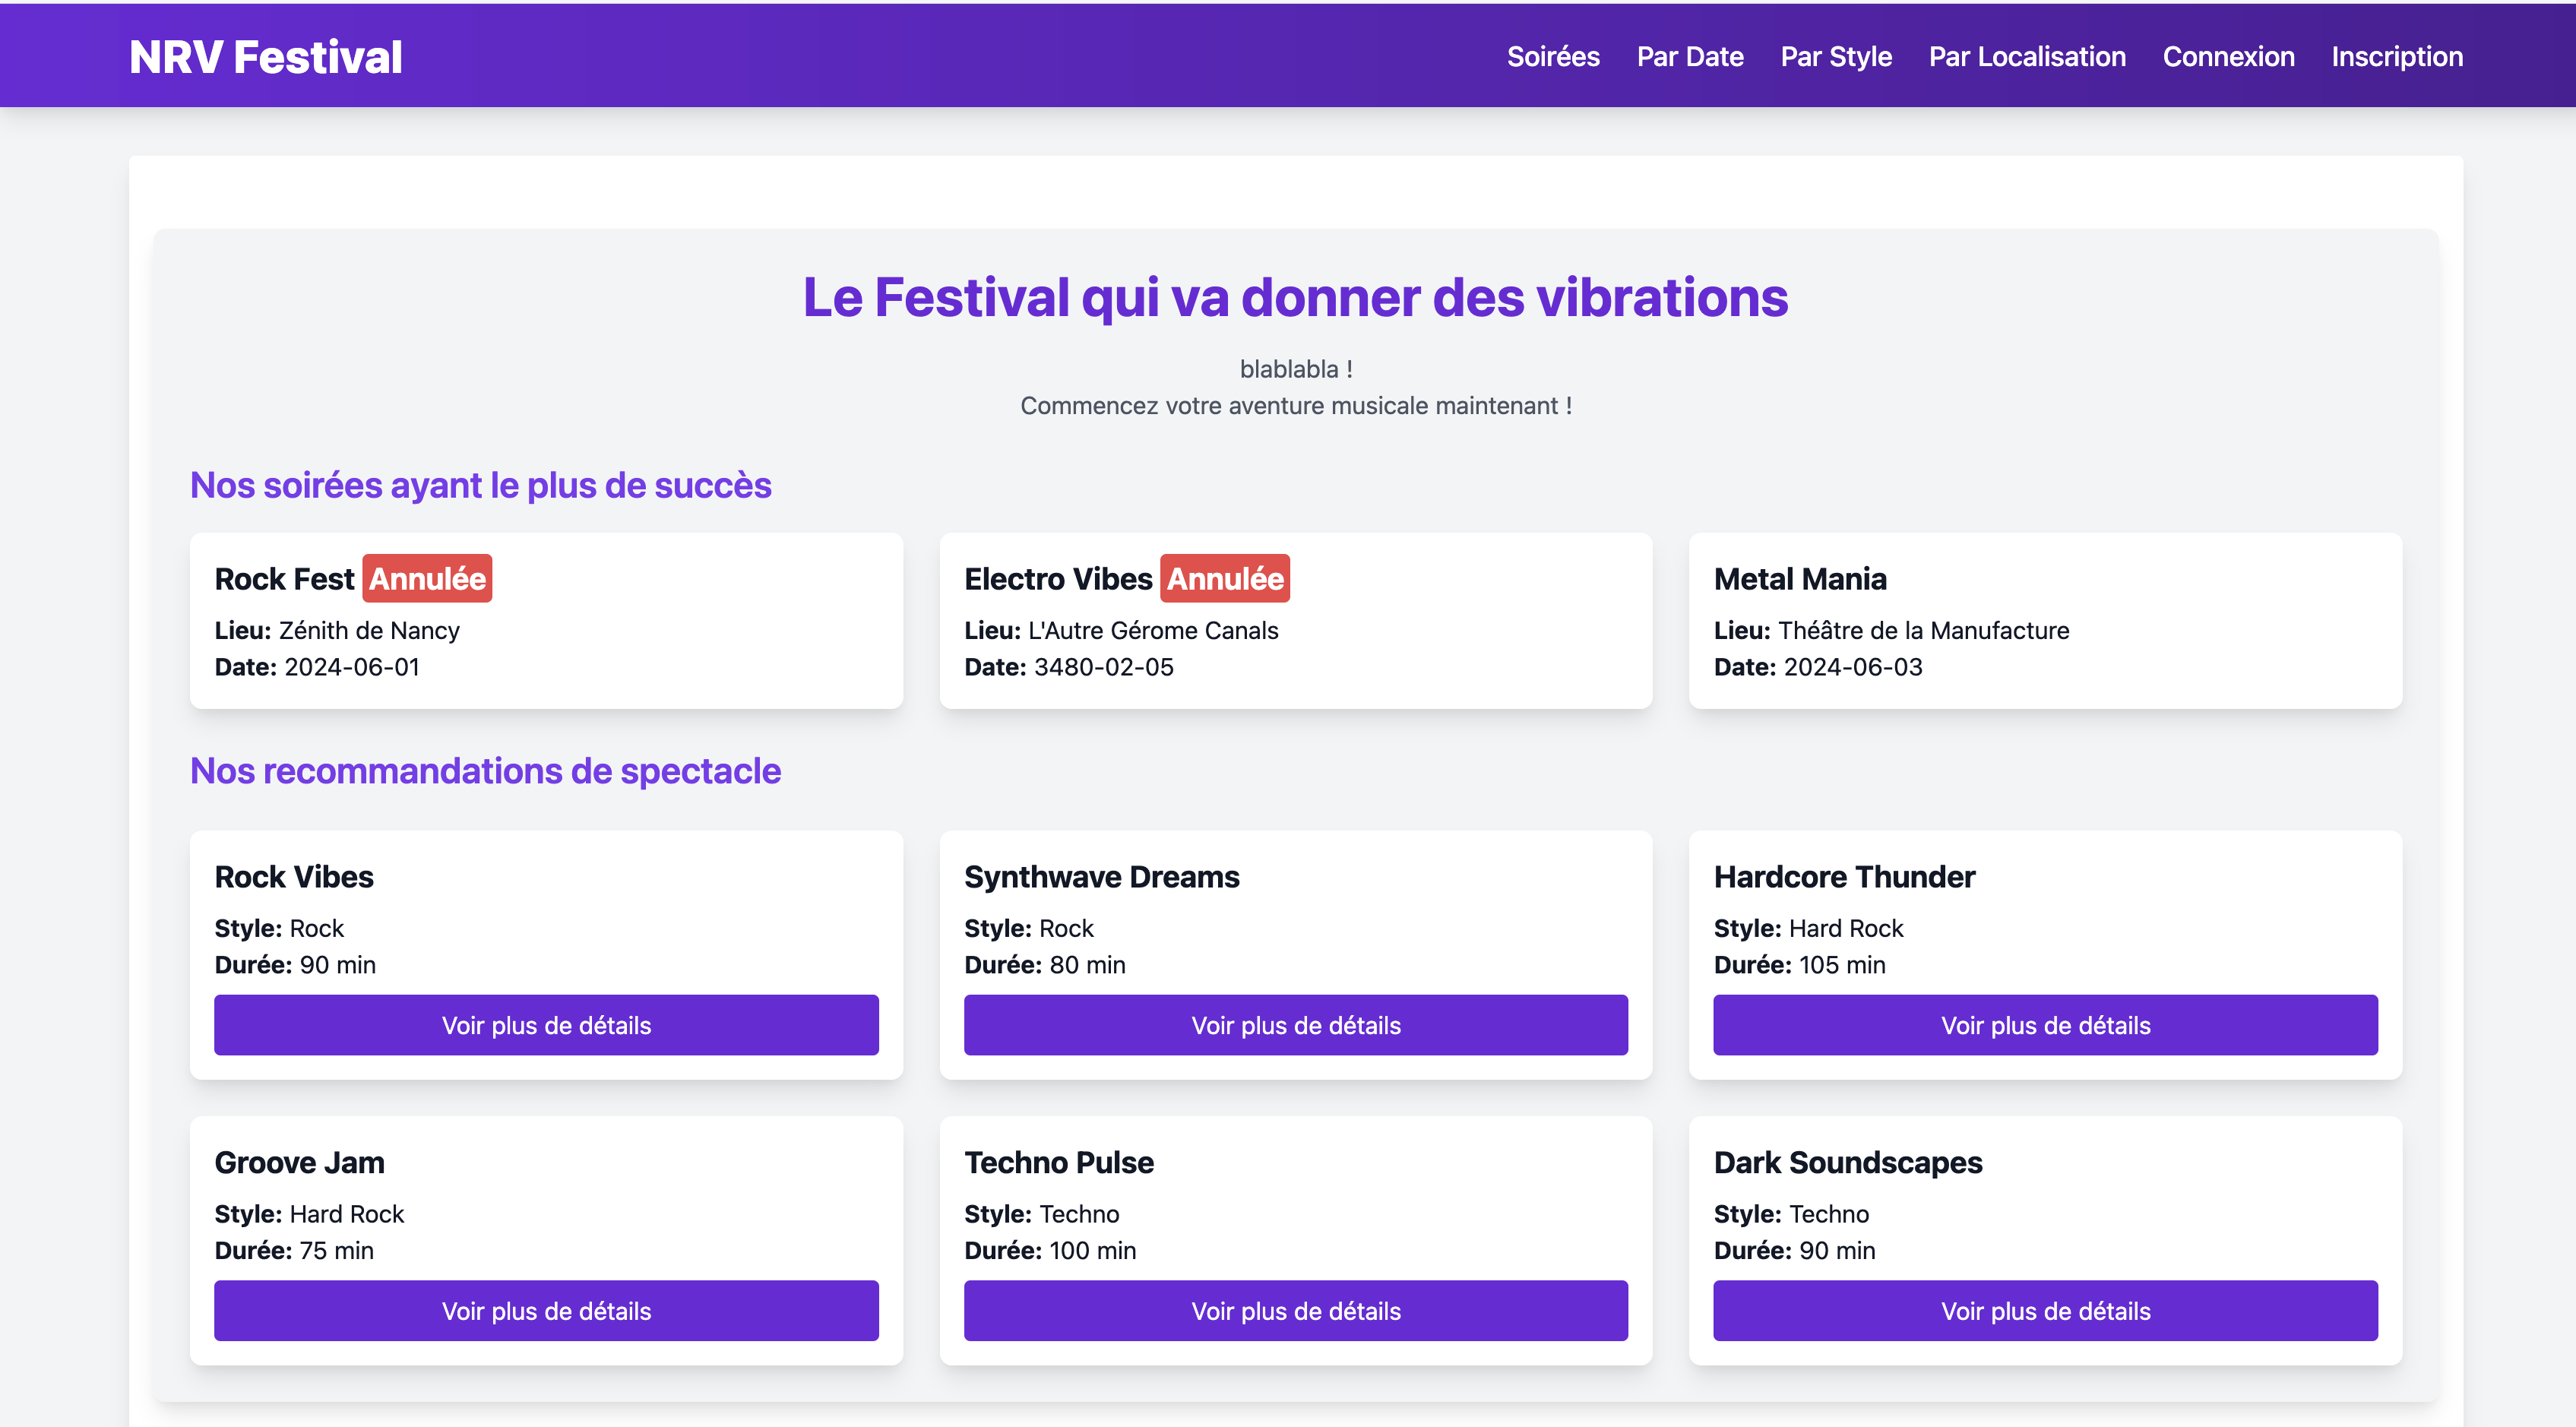 NRV Festival
Soirées Par Date Par Style Par Localisation Connexion Inscription
Le Festival qui va donner des vibrations
blablabla !
Commencez votre aventure musicale maintenant !
Nos soirées ayant le plus de succès
Rock Fest Annulée
Lieu: Zénith de Nancy
Date: 2024-06-01
Electro Vibes Annulée
Lieu: L'Autre Gérome Canals
Date: 3480-02-05
Metal Mania
Lieu: Théâtre de la Manufacture
Date: 2024-06-03
Nos recommandations de spectacle
Rock Vibes
Style: Rock
Durée: 90 min
Voir plus de détails
Synthwave Dreams
Style: Rock
Durée: 80 min
Voir plus de détails
Hardcore Thunder
Style: Hard Rock
Durée: 105 min
Voir plus de détails
Groove Jam
Style: Hard Rock
Durée: 75 min
Voir plus de détails
Techno Pulse
Style: Techno
Durée: 100 min
Voir plus de détails
Dark Soundscapes
Style: Techno
Durée: 90 min
Voir plus de détails